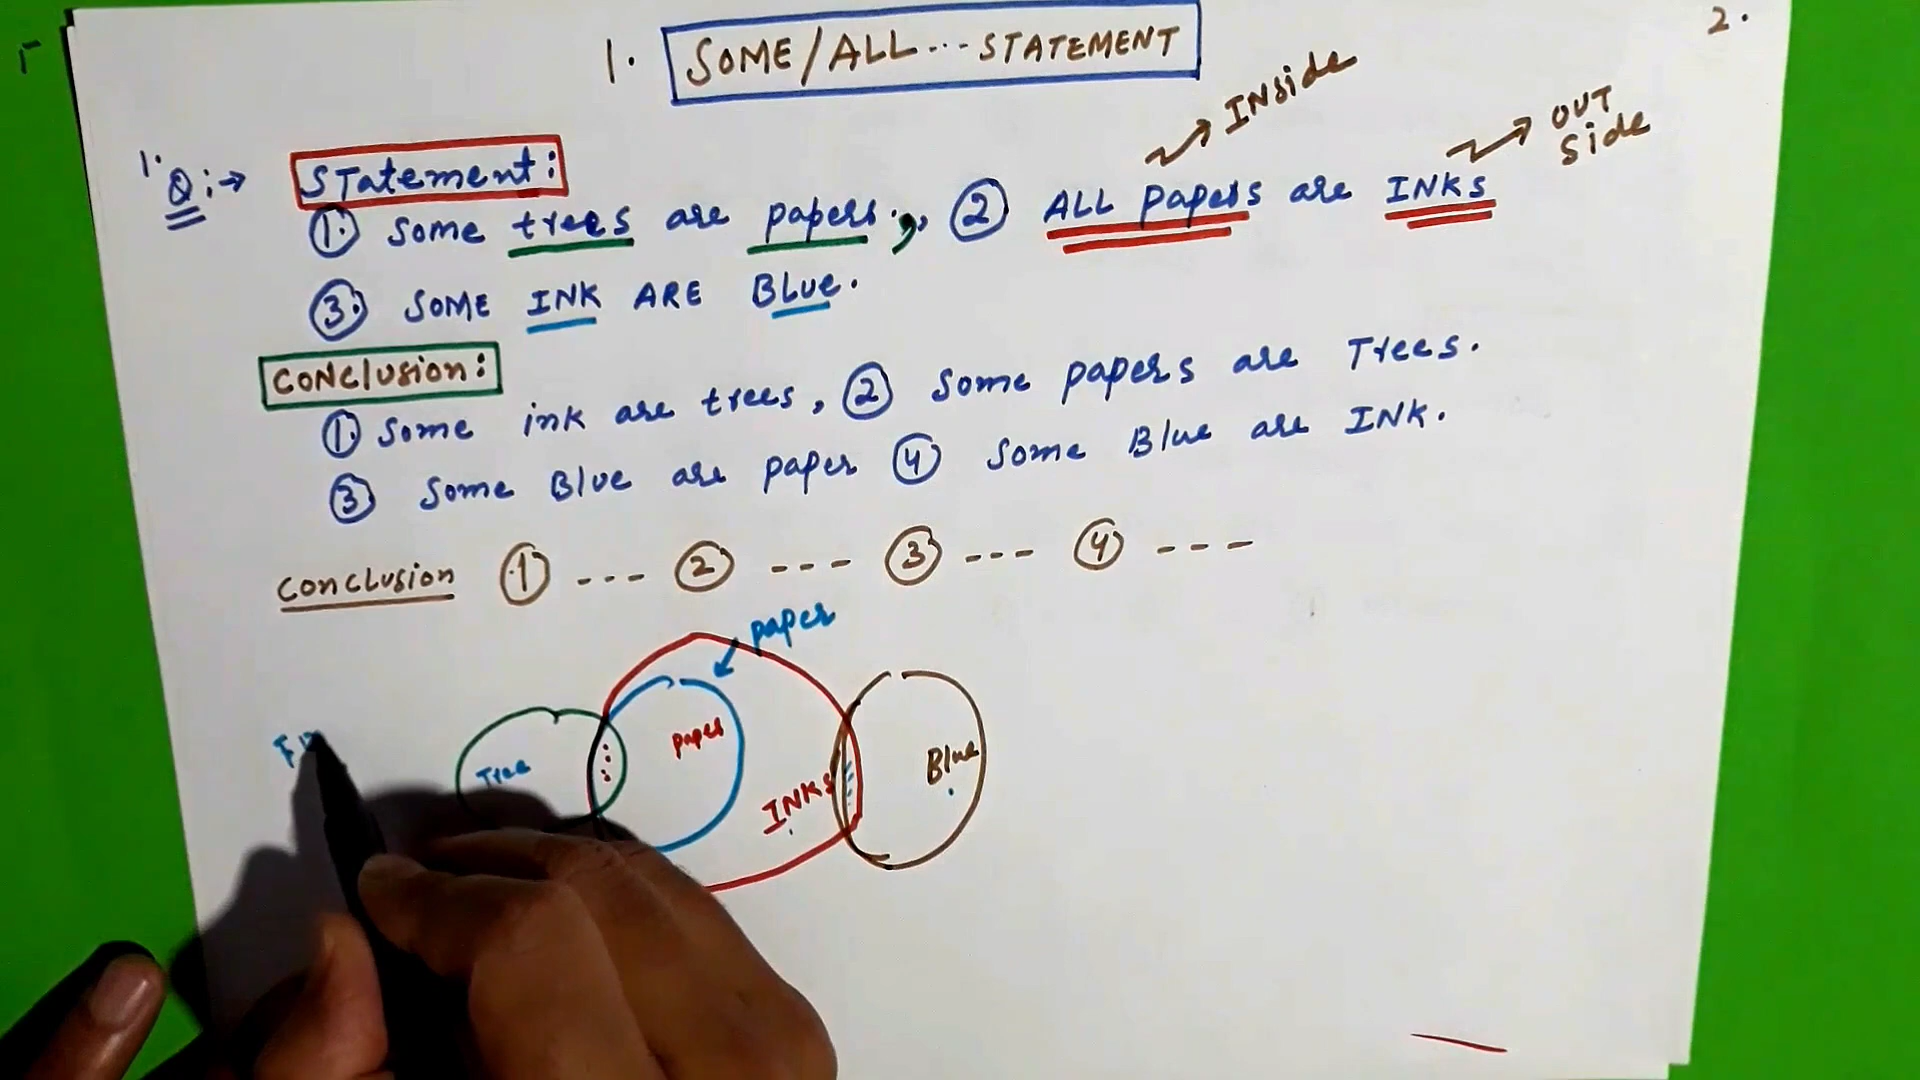 1. SOME/ALL... STATEMENT
2.
INside
OUT
side
1. Q:→ Statement:
1. Some trees are papers., 2 ALL papers are INKS
3. SOME INK ARE Blue.
Conclusion:
1. Some ink are trees, 2 Some papers are Trees.
3 Some Blue are paper 4 Some Blue are INK.
Conclusion 1 --- 2 ---- 3 --- 4 ---
paper
Tree
paper
INKS
Blue